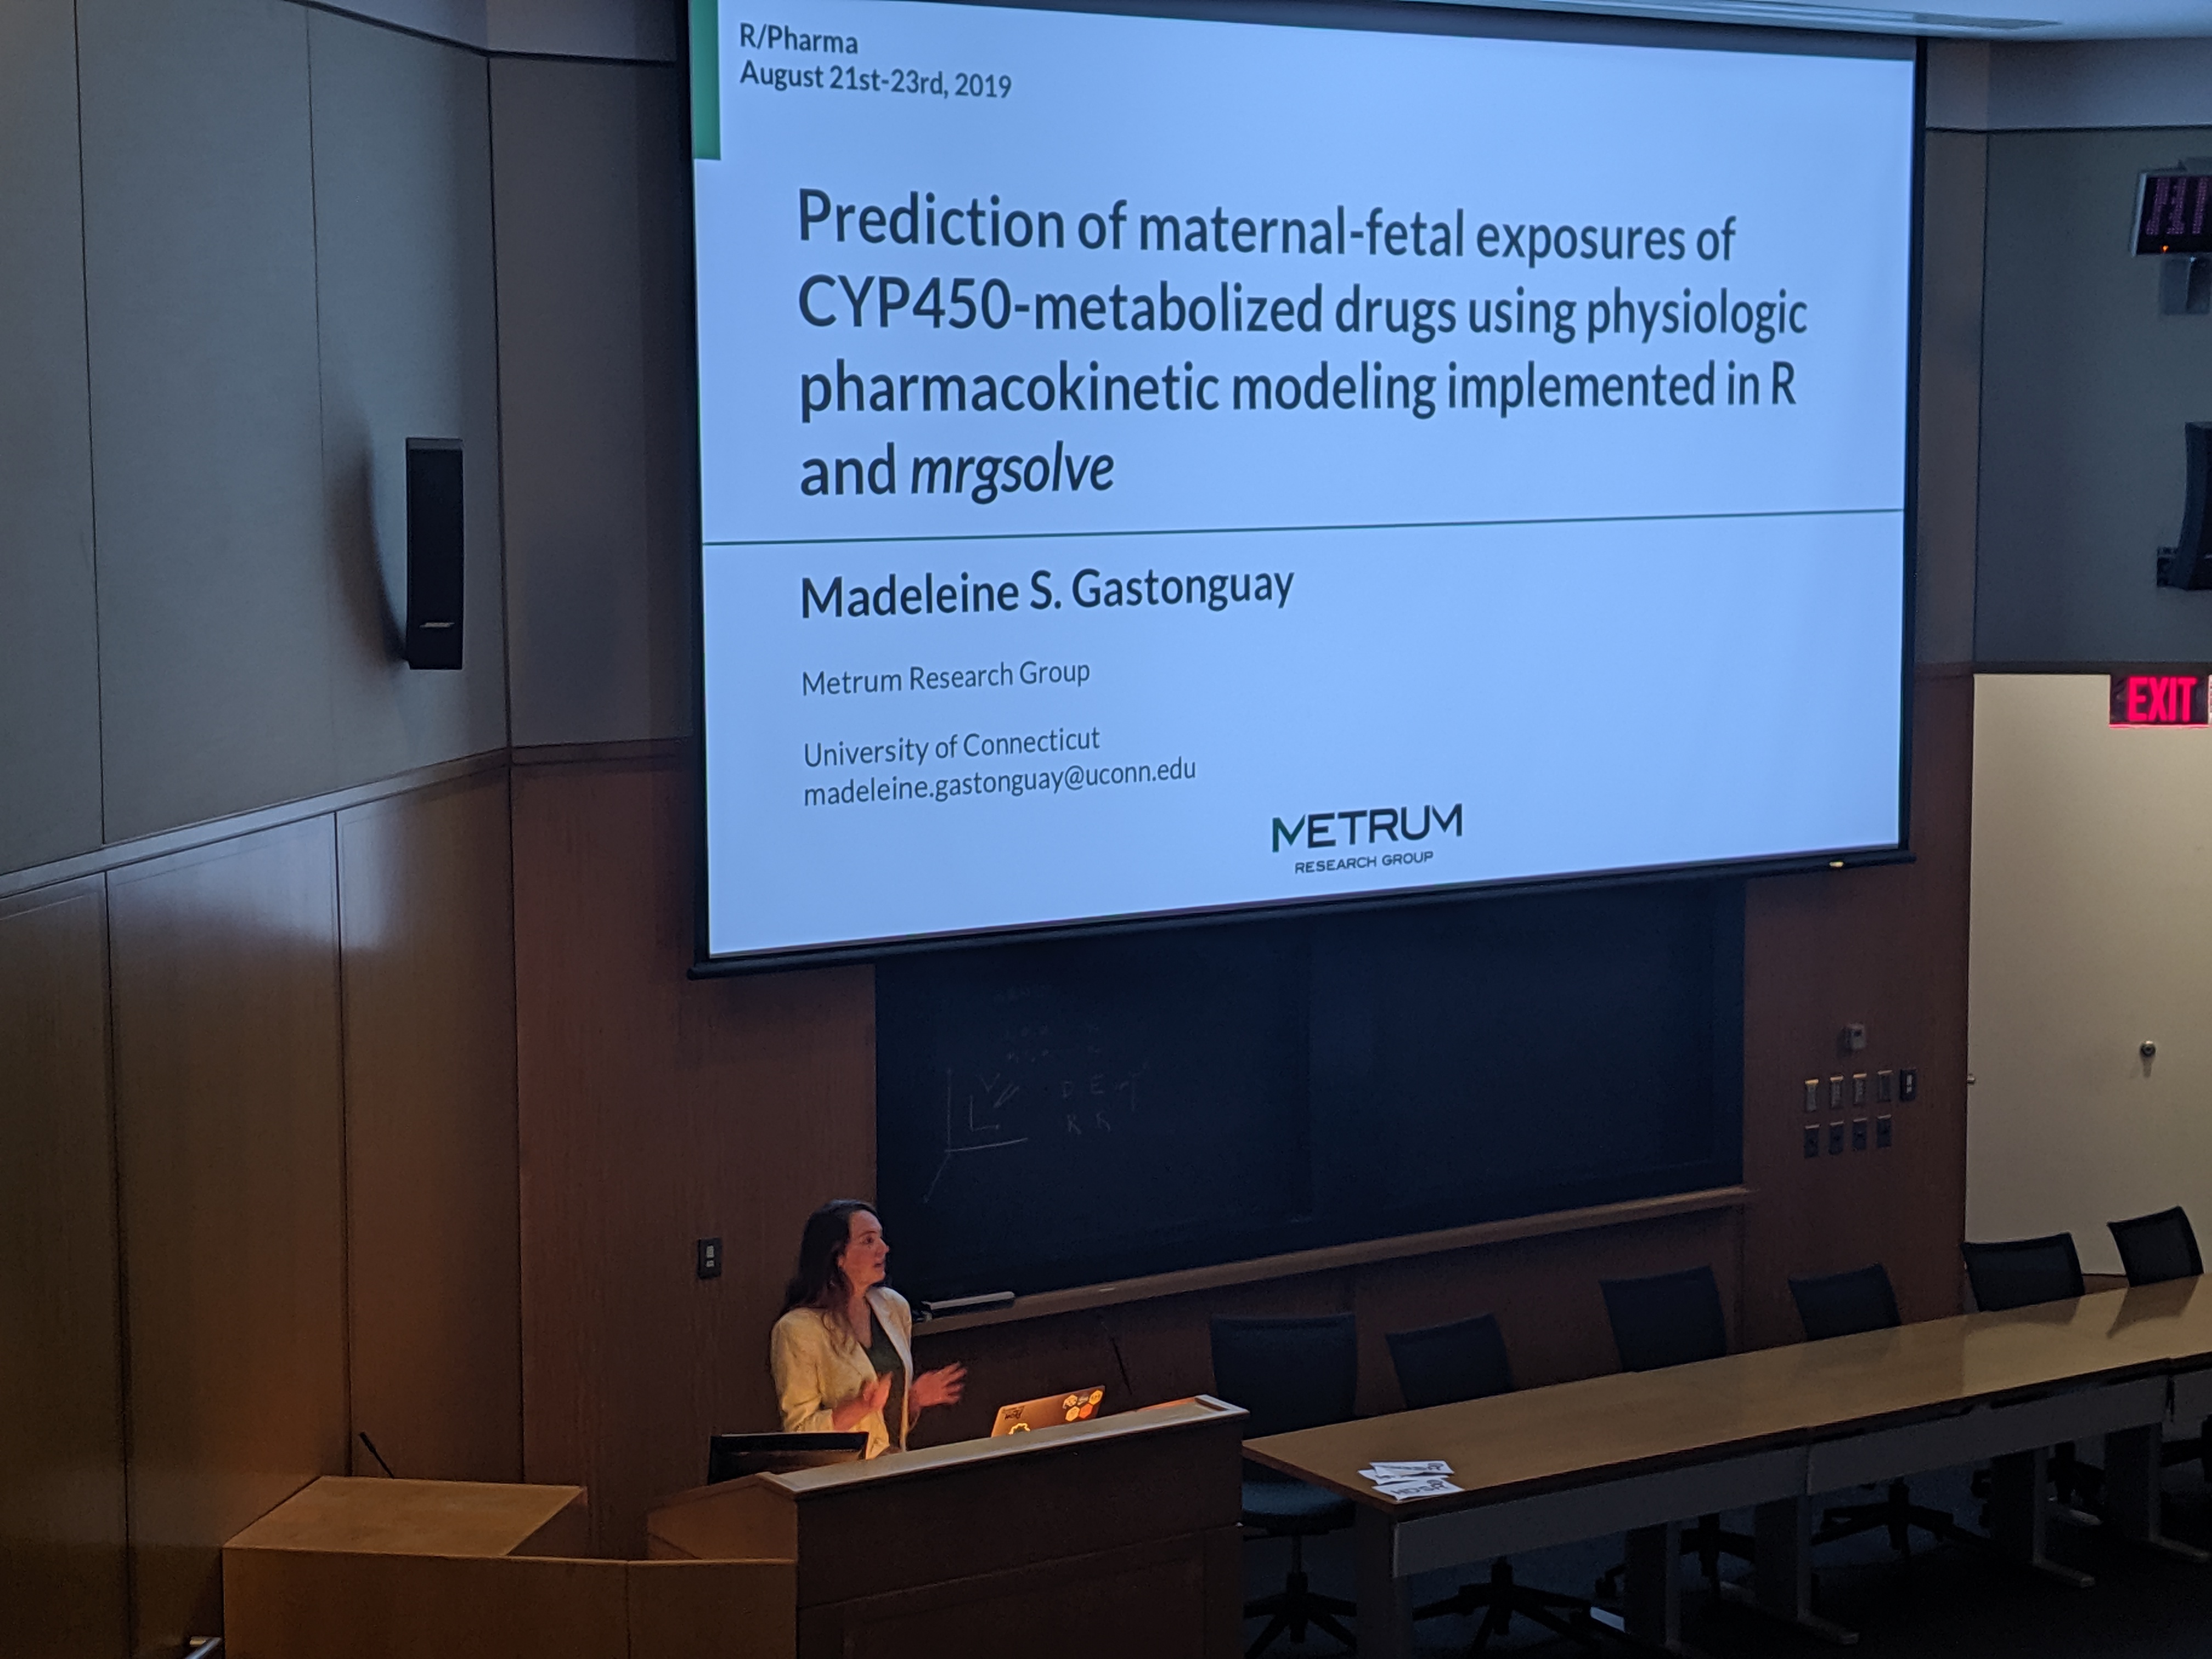 R/Pharma
August 21st-23rd, 2019
Prediction of maternal-fetal exposures of
CYP450-metabolized drugs using physiologic
pharmacokinetic modeling implemented in R
and mrgsolve
Madeleine S. Gastonguay
Metrum Research Group
University of Connecticut
madeleine.gastonguay@uconn.edu
METRUM
RESEARCH GROUP
EXIT
BOSE